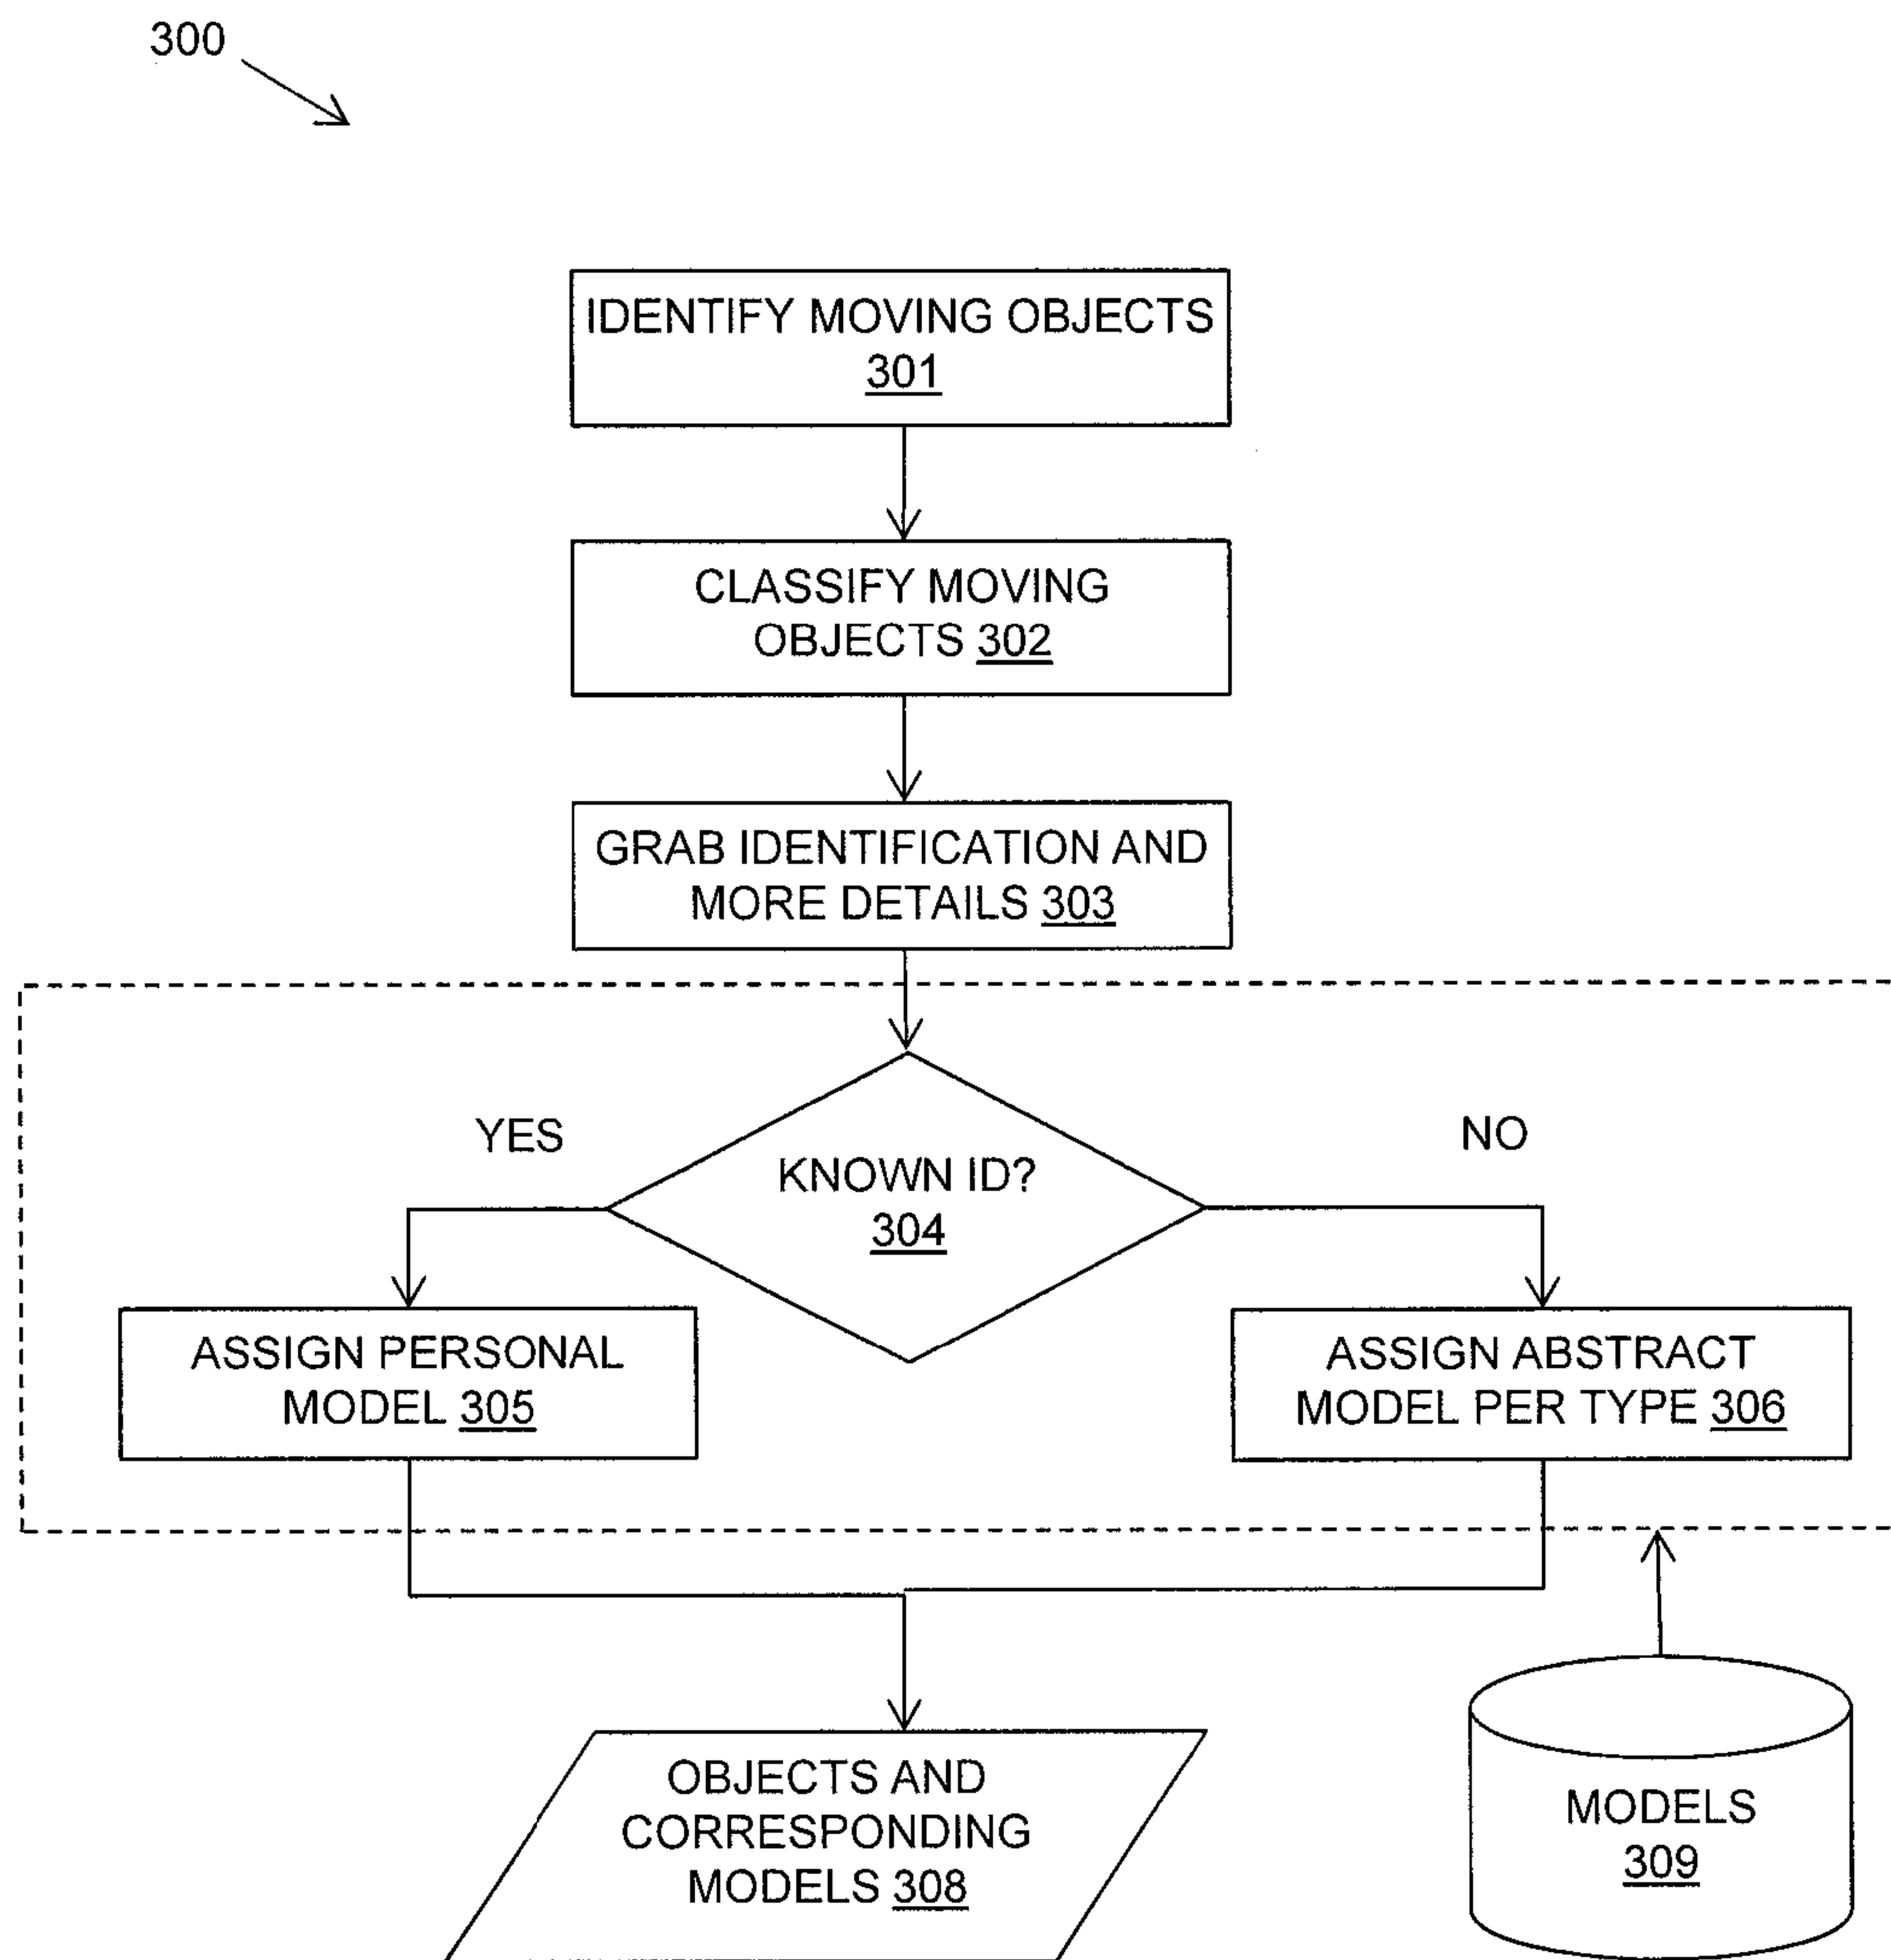 300
IDENTIFY MOVING OBJECTS
301
CLASSIFY MOVING
OBJECTS 302
GRAB IDENTIFICATION AND
MORE DETAILS 303
YES
NO
KNOWN ID?
304
ASSIGN PERSONAL
MODEL 305
ASSIGN ABSTRACT
MODEL PER TYPE 306
OBJECTS AND
CORRESPONDING
MODELS 308
MODELS
309